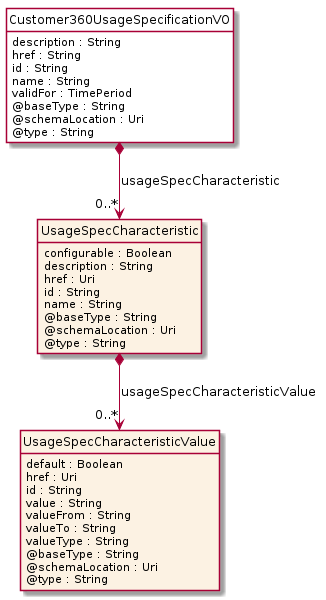 Customer360UsageSpecificationVO
description : String
href : String
id : String
name : String
validFor : TimePeriod
@baseType : String
@schemaLocation : Uri
@type : String
usageSpecCharacteristic
0..*
UsageSpecCharacteristic
configurable : Boolean
description : String
href : Uri
id : String
name : String
@baseType : String
@schemaLocation : Uri
@type : String
usageSpecCharacteristicValue
0..*
UsageSpecCharacteristicValue
default : Boolean
href : Uri
id : String
value : String
valueFrom : String
valueTo : String
valueType : String
@baseType : String
@schemaLocation : Uri
@type : String